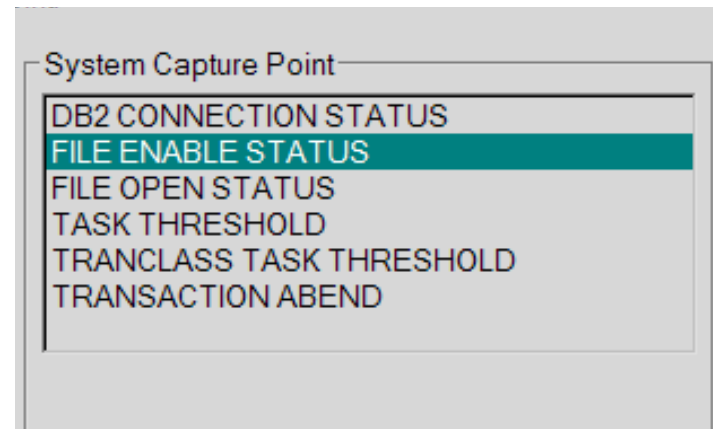 System Capture Point
DB2 CONNECTION STATUS
FILE ENABLE STATUS
FILE OPEN STATUS
TASK THRESHOLD
TRANCLASS TASK THRESHOLD
TRANSACTION ABEND